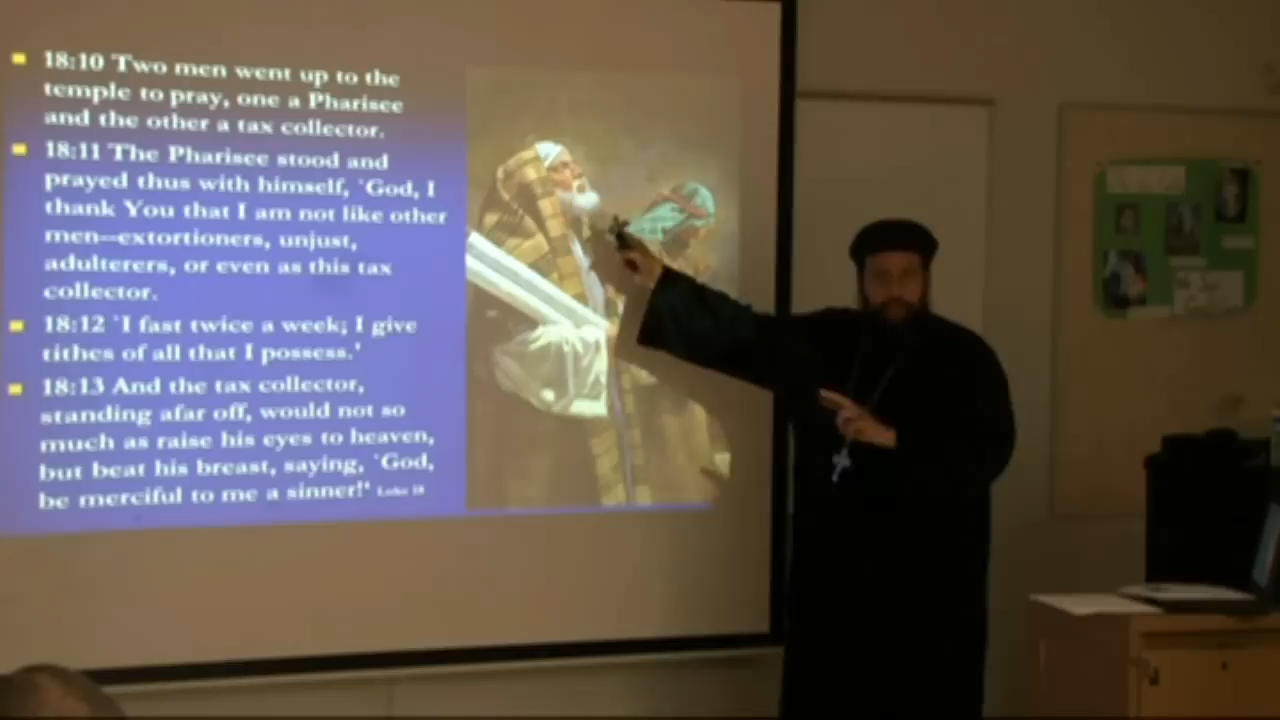 18:10 Two men went up to the
temple to pray, one a Pharisee
and the other a tax collector.
18:11 The Pharisee stood and
prayed thus with himself, 'God, I
thank You that I am not like other
men--extortioners, unjust,
adulterers, or even as this tax
collector.
18:12 'I fast twice a week; I give
tithes of all that I possess.'
18:13 And the tax collector,
standing afar off, would not so
much as raise his eyes to heaven,
but beat his breast, saying, 'God,
be merciful to me a sinner!' Luke 18